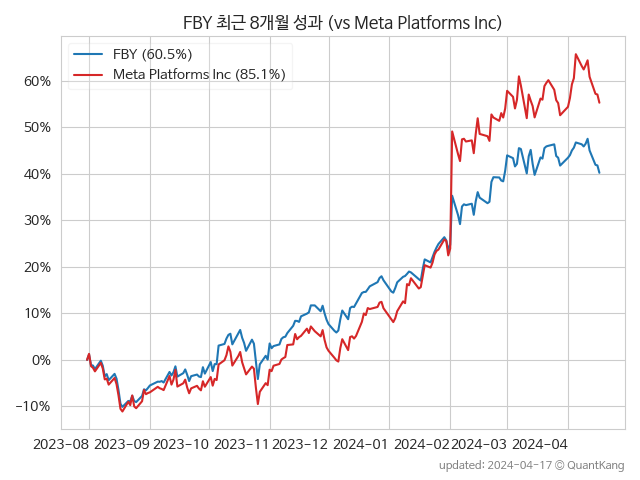 FBY 최근 8개월 성과 (vs Meta Platforms Inc)
FBY (60.5%)
Meta Platforms Inc (85.1%)
60%
50%
40%
30%
20%
10%
0%
−10%
2023−08 2023−09 2023−10 2023−11 2023−12 2024−01 2024−02 2024−03 2024−04
updated: 2024−04−17 © QuantKang